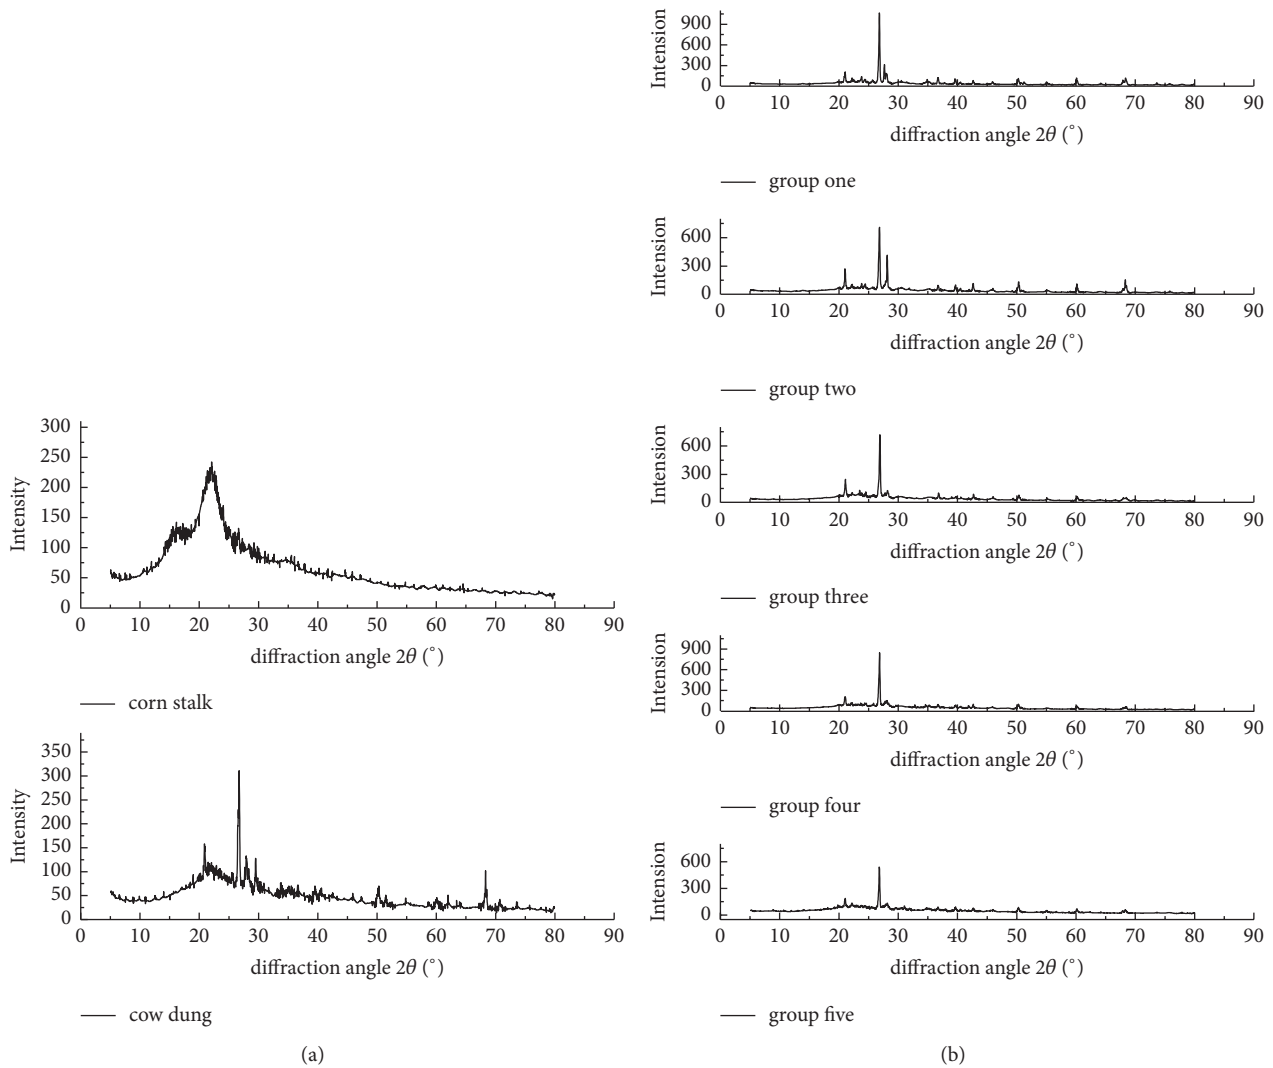 300
250
200
150
100
50
0
Intensity
0 10 20 30 40 50 60 70 80 90
diffraction angle 2θ (°)
corn stalk
350
300
250
200
150
100
50
0
Intensity
0 10 20 30 40 50 60 70 80 90
diffraction angle 2θ (°)
cow dung
(a)
900
600
300
0
Intension
0 10 20 30 40 50 60 70 80 90
diffraction angle 2θ (°)
group one
600
300
0
Intension
0 10 20 30 40 50 60 70 80 90
diffraction angle 2θ (°)
group two
600
300
0
Intension
0 10 20 30 40 50 60 70 80 90
diffraction angle 2θ (°)
group three
900
600
300
0
Intension
0 10 20 30 40 50 60 70 80 90
diffraction angle 2θ (°)
group four
600
300
0
Intension
0 10 20 30 40 50 60 70 80 90
diffraction angle 2θ (°)
group five
(b)